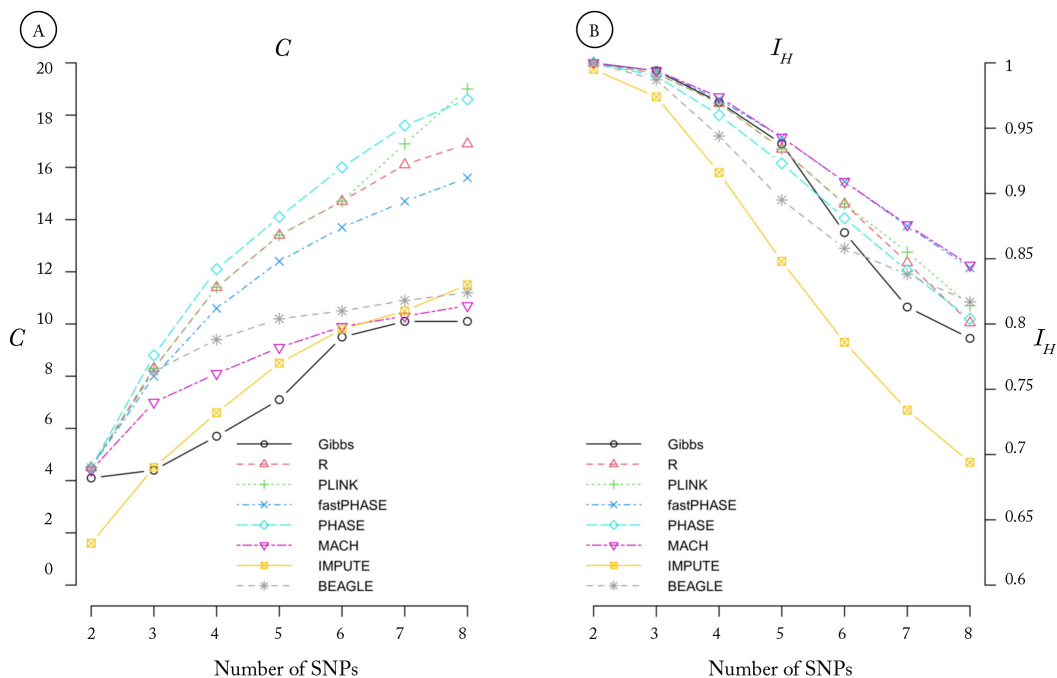 A
C
20
18
16
14
12
10
8
6
4
2
0
C
Gibbs
R
PLINK
fastPHASE
PHASE
MACH
IMPUTE
BEAGLE
2 3 4 5 6 7 8
Number of SNPs
B
I_H
1
0.95
0.9
0.85
0.8
0.75
0.7
0.65
0.6
I_H
Gibbs
R
PLINK
fastPHASE
PHASE
MACH
IMPUTE
BEAGLE
2 3 4 5 6 7 8
Number of SNPs